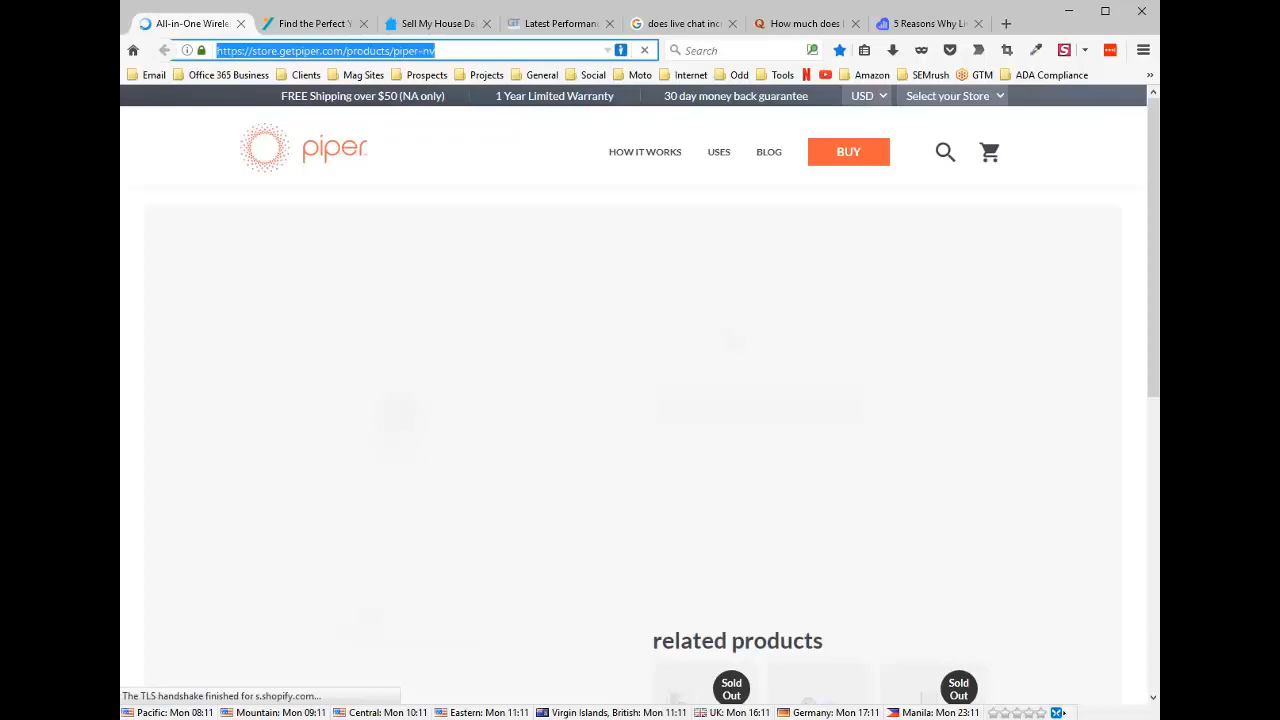 All-in-One Wirele
Find the Perfect Y
Sell My House Da
Latest Performanc
does live chat incr
How much does
5 Reasons Why Li
https://store.getpiper.com/products/piper-nv
Search
Email Office 365 Business Clients Mag Sites Prospects Projects General Social Moto Internet Odd Tools Amazon SEMrush GTM ADA Compliance
FREE Shipping over $50 (NA only) 1 Year Limited Warranty 30 day money back guarantee USD Select your Store
piper
HOW IT WORKS USES BLOG BUY
related products
Sold Out
Sold Out
The TLS handshake finished for s.shopify.com...
Pacific: Mon 08:11 Mountain: Mon 09:11 Central: Mon 10:11 Eastern: Mon 11:11 Virgin Islands, British: Mon 11:11 UK: Mon 16:11 Germany: Mon 17:11 Manila: Mon 23:11